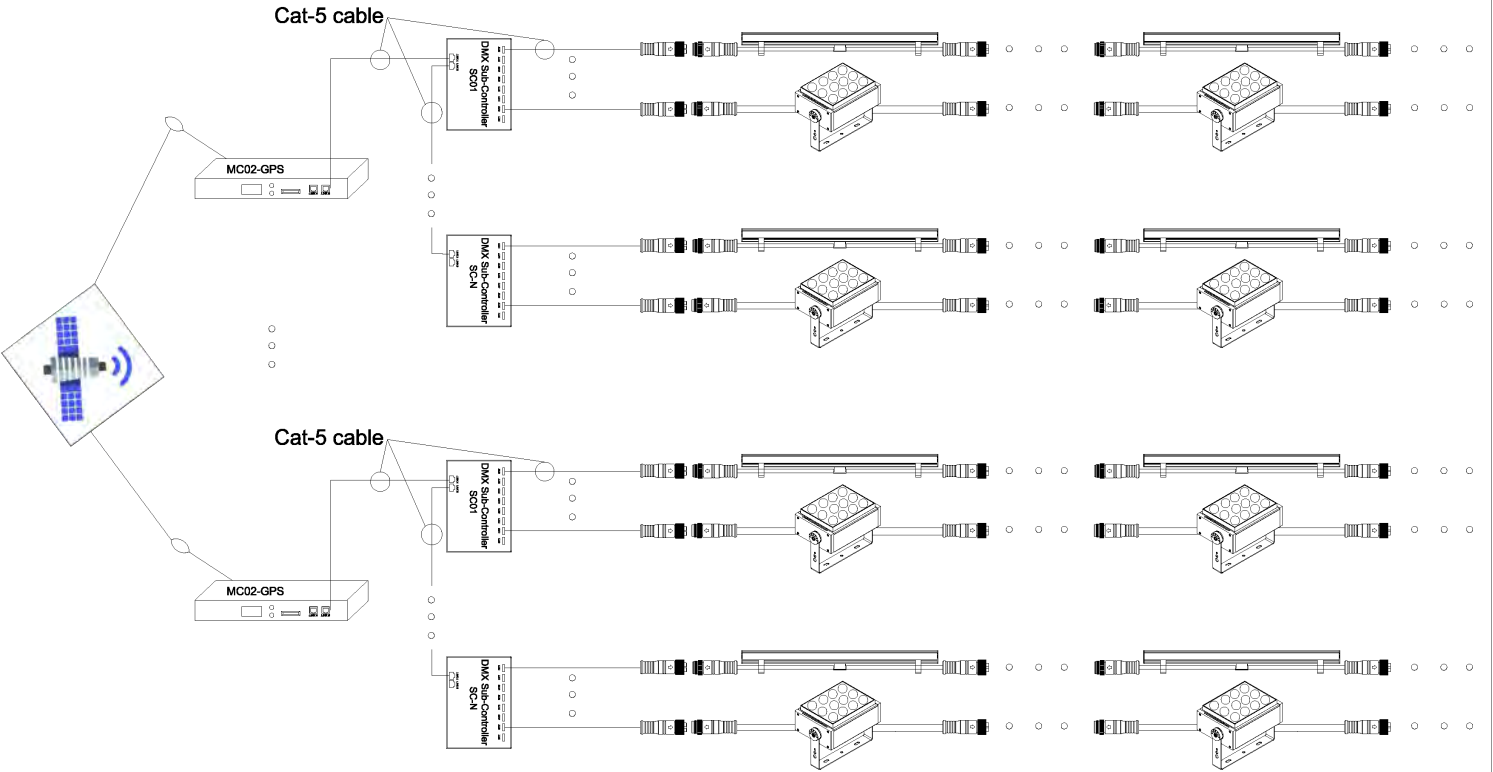 Cat-5 cable
DMX Sub-Controller
SC01
MC02-GPS
DMX Sub-Controller
SC-N
Cat-5 cable
DMX Sub-Controller
SC01
MC02-GPS
DMX Sub-Controller
SC-N